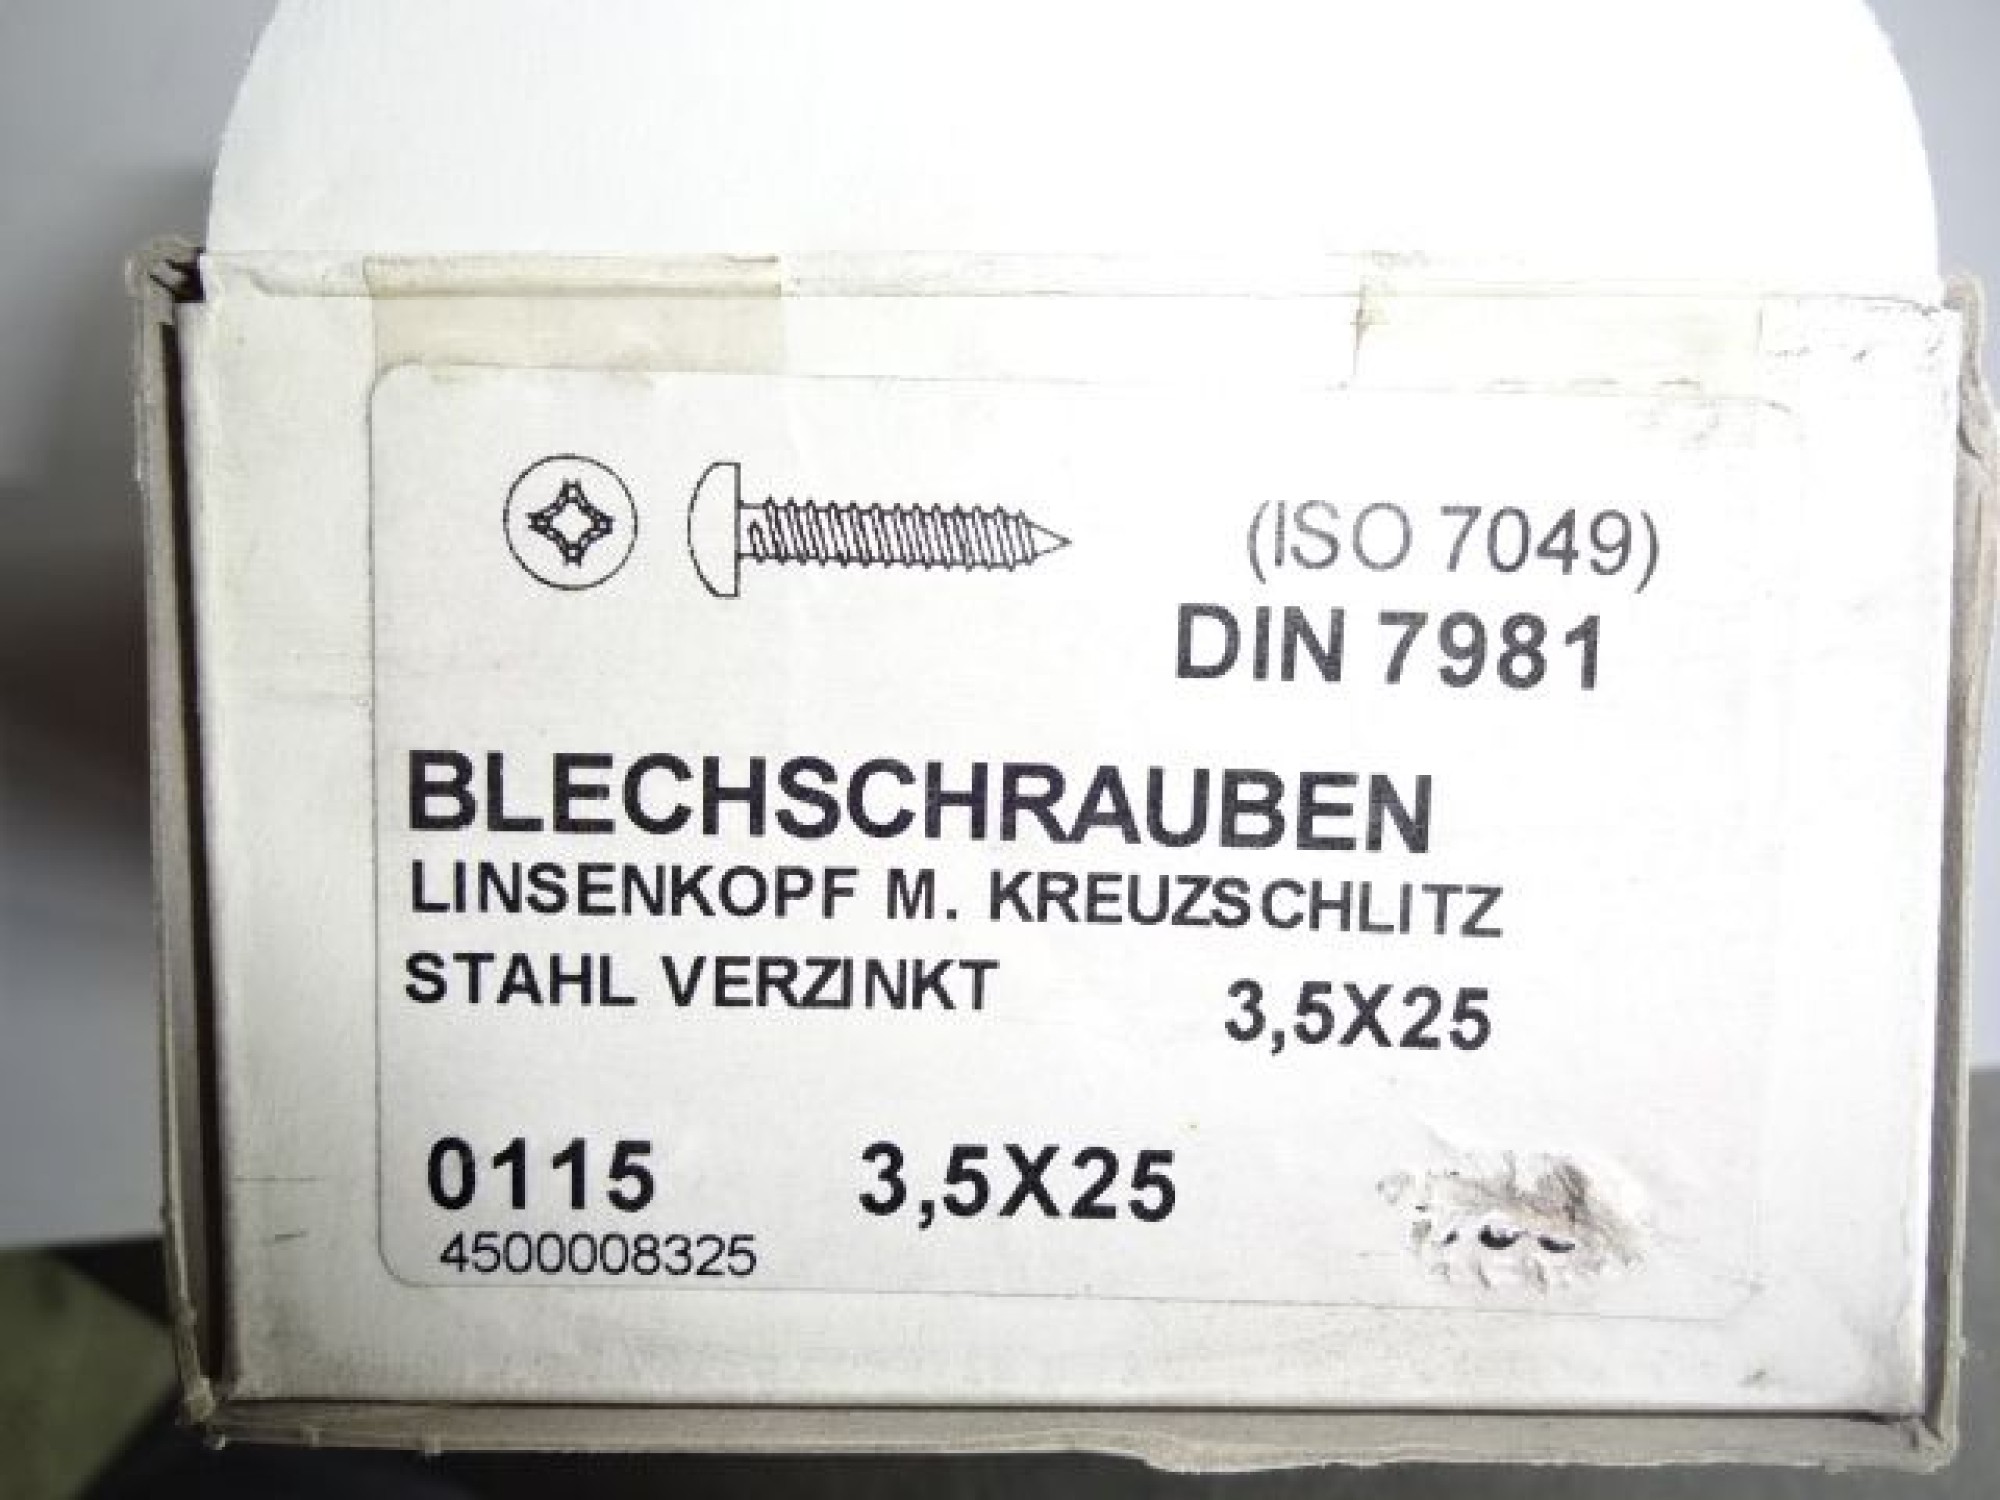 (ISO 7049)
DIN 7981
BLECHSCHRAUBEN
LINSENKOPF M. KREUZSCHLITZ
STAHL VERZINKT 3,5X25
0115 3,5X25
4500008325